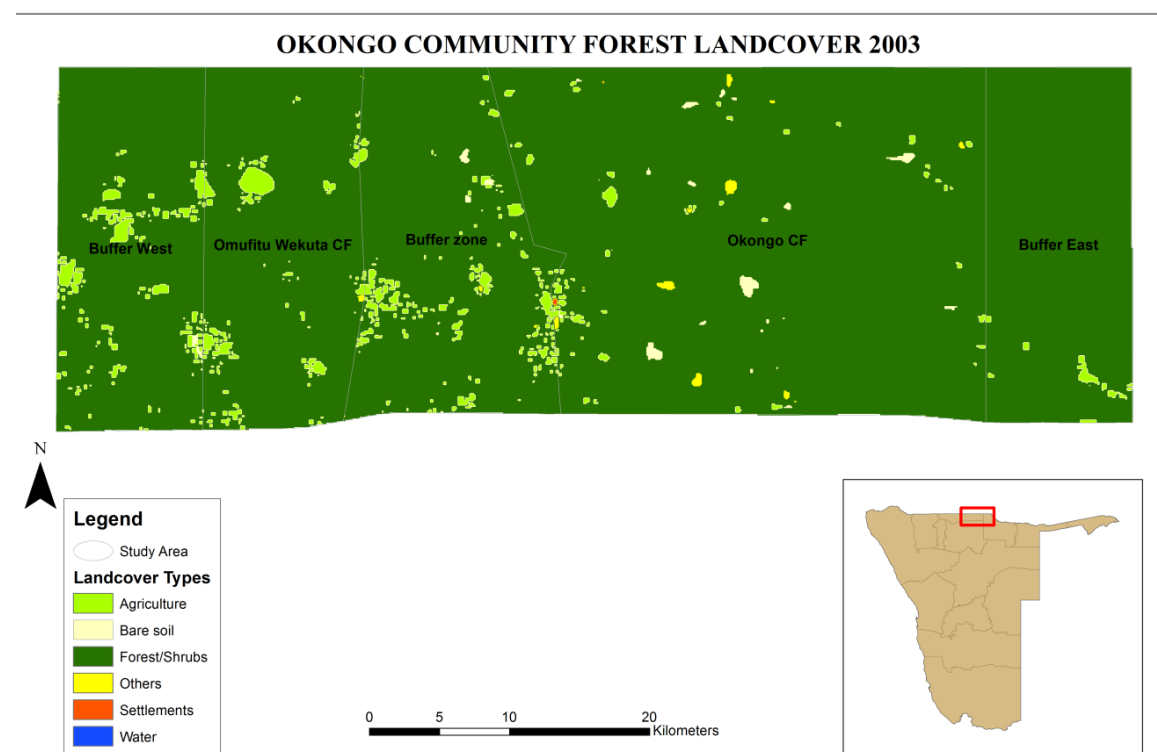 OKONGO COMMUNITY FOREST LANDCOVER 2003
Buffer West
Omufitu Wekuta CF
Buffer zone
Okongo CF
Buffer East
N
Legend
Study Area
Landcover Types
Agriculture
Bare soil
Forest/Shrubs
Others
Settlements
Water
0 5 10 20
Kilometers